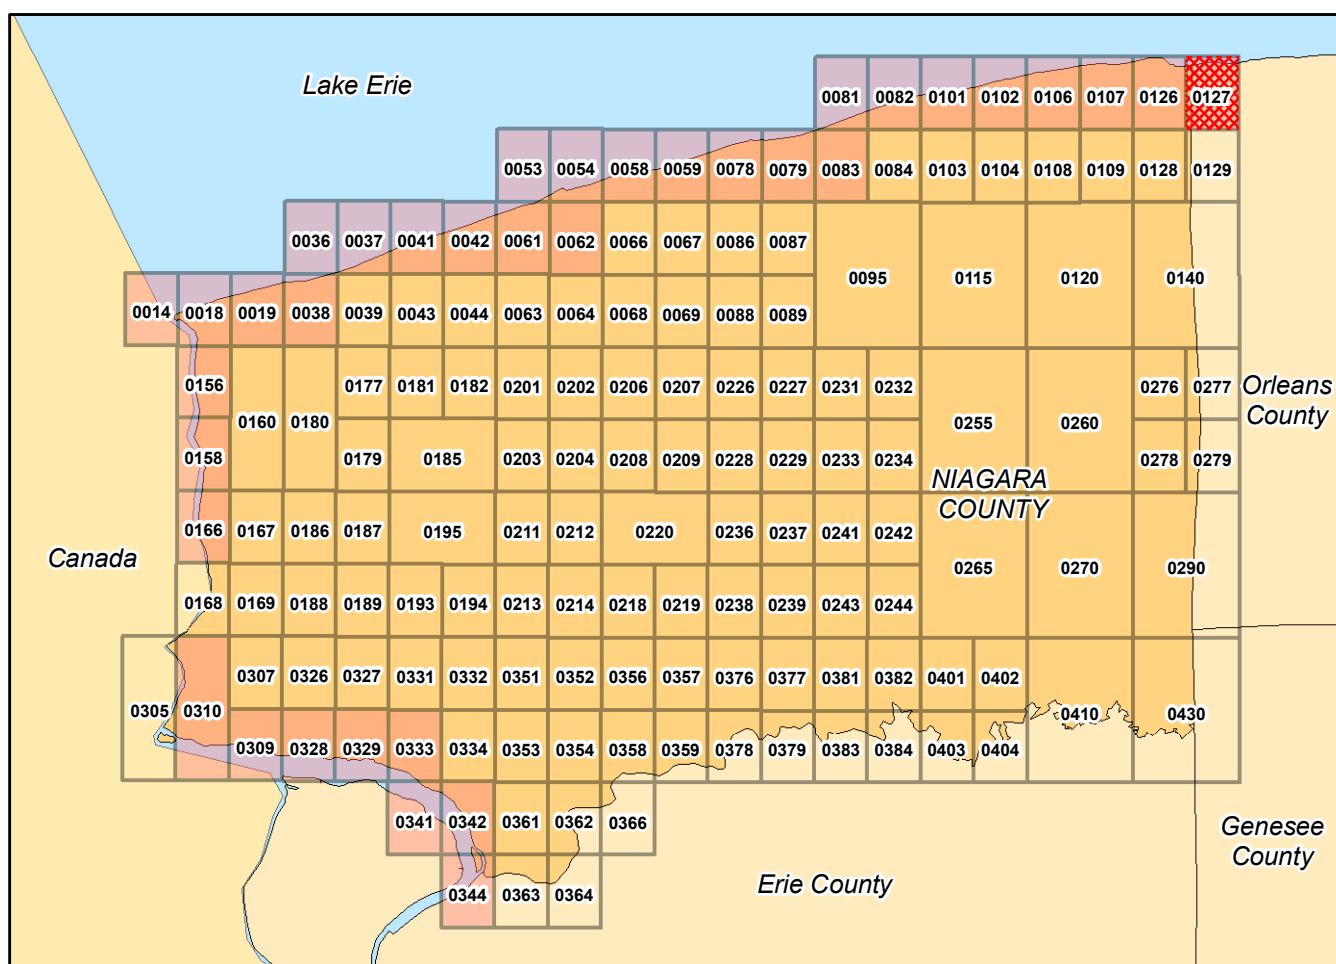 Lake Erie
0081 0082 0101 0102 0106 0107 0126 0127
0053 0054 0058 0059 0078 0079 0083 0084 0103 0104 0108 0109 0128 0129
0036 0037 0041 0042 0061 0062 0066 0067 0086 0087
0095 0115 0120 0140
0014 0018 0019 0038 0039 0043 0044 0063 0064 0068 0069 0088 0089
0156 0177 0181 0182 0201 0202 0206 0207 0226 0227 0231 0232 0276 0277
Orleans
County
0160 0180 0255 0260
0158 0179 0185 0203 0204 0208 0209 0228 0229 0233 0234 0278 0279
NIAGARA
COUNTY
0166 0167 0186 0187 0195 0211 0212 0220 0236 0237 0241 0242
Canada
0265 0270 0290
0168 0169 0188 0189 0193 0194 0213 0214 0218 0219 0238 0239 0243 0244
0307 0326 0327 0331 0332 0351 0352 0356 0357 0376 0377 0381 0382 0401 0402
0305 0310 0410 0430
0309 0328 0329 0333 0334 0353 0354 0358 0359 0378 0379 0383 0384 0403 0404
0341 0342 0361 0362 0366
Genesee
County
Erie County
0344 0363 0364